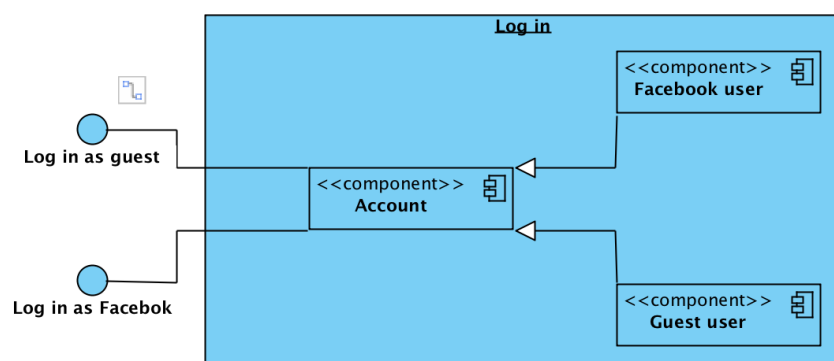 Log in
<<component>>
Facebook user
Log in as guest
<<component>>
Account
Log in as Facebok
<<component>>
Guest user